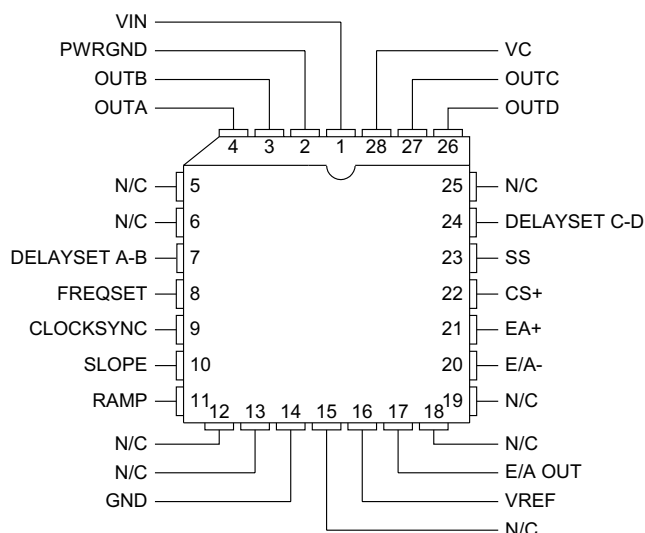 VIN
PWRGND VC
OUTB OUTC
OUTA OUTD
4 3 2 1 28 27 26
N/C 5 25 N/C
N/C 6 24 DELAYSET C-D
DELAYSET A-B 7 23 SS
FREQSET 8 22 CS+
CLOCKSYNC 9 21 EA+
SLOPE 10 20 E/A-
RAMP 11 19 N/C
12 13 14 15 16 17 18
N/C N/C
N/C E/A OUT
GND VREF
N/C